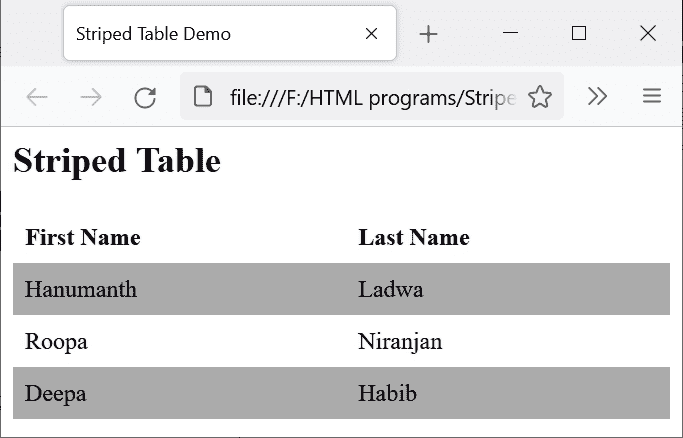 Striped Table Demo
file:///F:/HTML programs/Stripe
Striped Table
First Name Last Name
Hanumanth Ladwa
Roopa Niranjan
Deepa Habib